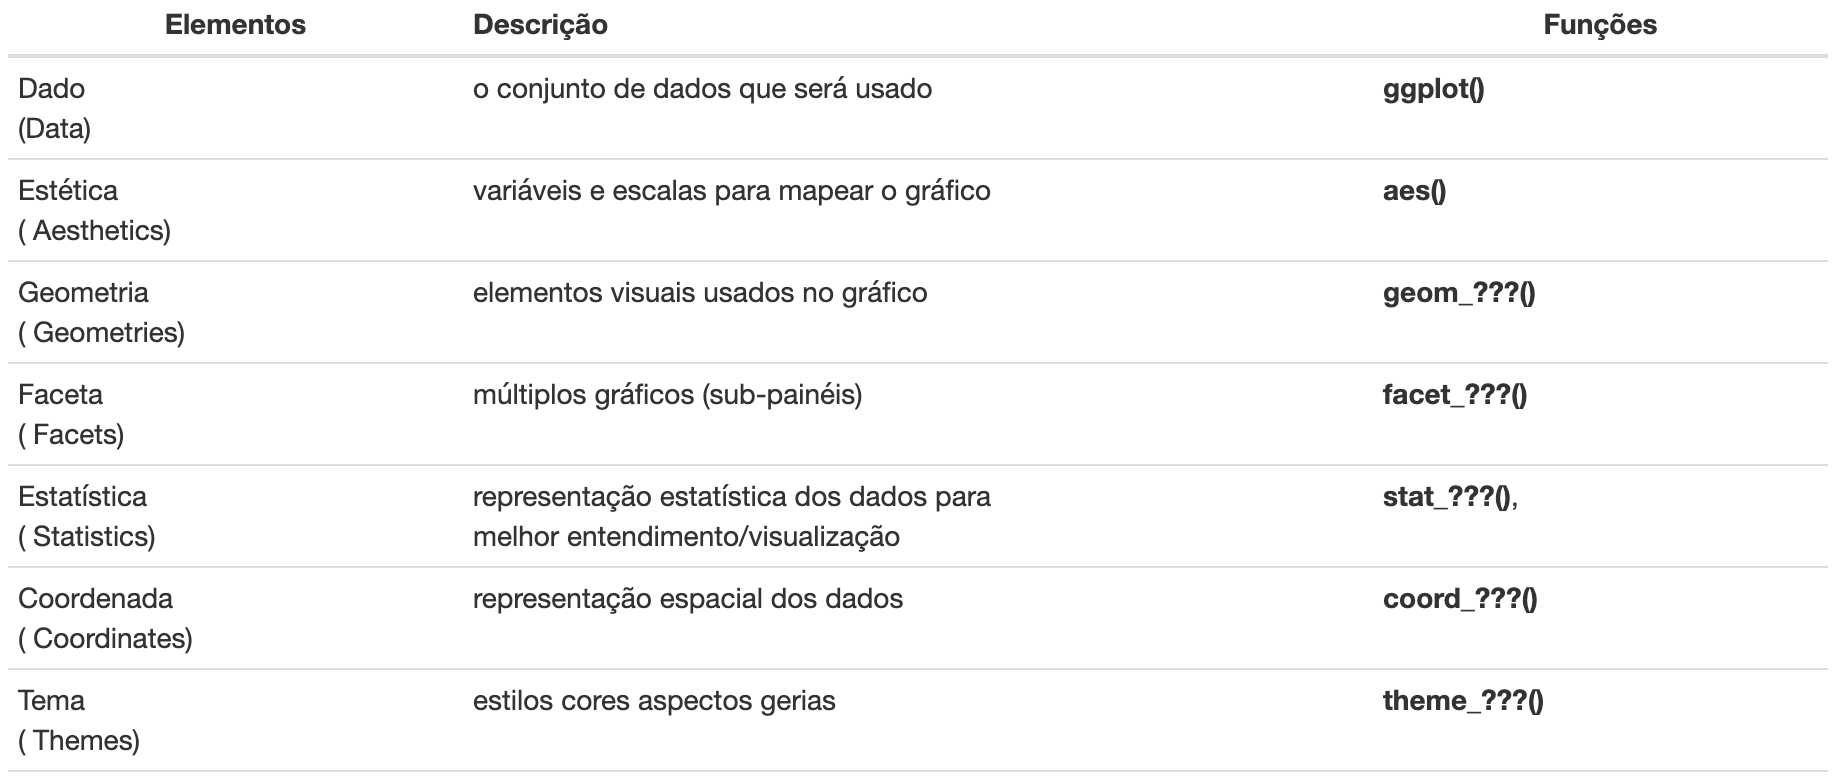 Elementos Descrição Funções
Dado o conjunto de dados que será usado ggplot()
(Data)
Estética variáveis e escalas para mapear o gráfico aes()
( Aesthetics)
Geometria elementos visuais usados no gráfico geom_???()
( Geometries)
Faceta múltiplos gráficos (sub-painéis) facet_???()
( Facets)
Estatística representação estatística dos dados para stat_???(),
( Statistics) melhor entendimento/visualização
Coordenada representação espacial dos dados coord_???()
( Coordinates)
Tema estilos cores aspectos gerias theme_???()
( Themes)